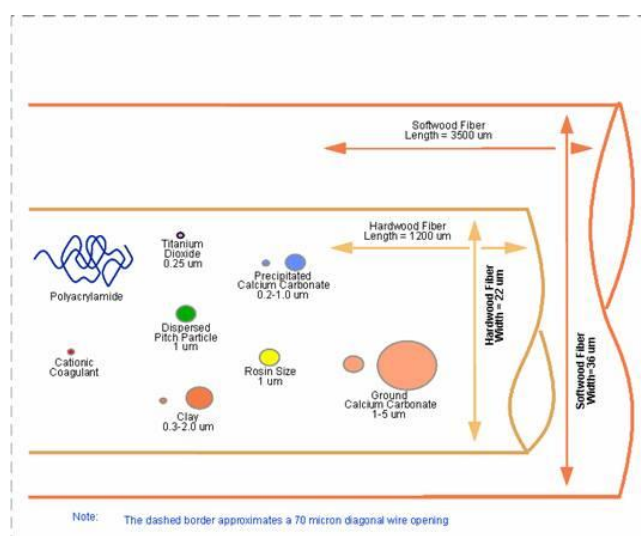 Softwood Fiber
Length = 3500 um
Hardwood Fiber
Length = 1200 um
Titanium
Dioxide
0.25 um
Precipitated
Calcium Carbonate
0.2-1.0 um
Polyacrylamide
Dispersed
Pitch Particle
1 um
Hardwood Fiber
Width = 22 um
Softwood Fiber
Width=36 um
Cationic
Coagulant
Rosin Size
1 um
Ground
Calcium Carbonate
1-5 um
Clay
0.3-2.0 um
Note: The dashed border approximates a 70 micron diagonal wire opening